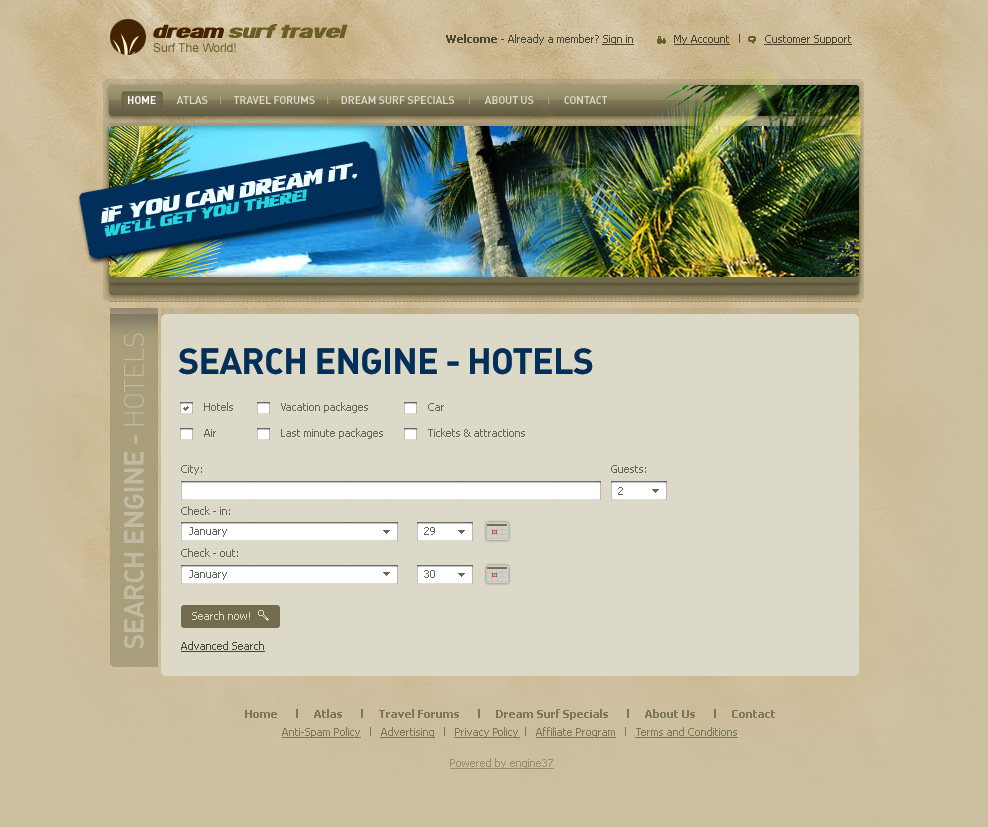 dream surf travel
Surf The World!
Welcome - Already a member? Sign in
My Account | Customer Support
HOME ATLAS | TRAVEL FORUMS | DREAM SURF SPECIALS | ABOUT US | CONTACT
IF YOU CAN DREAM IT,
WE'LL GET YOU THERE!
SEARCH ENGINE - HOTELS
SEARCH ENGINE - HOTELS
Hotels Vacation packages Car
Air Last minute packages Tickets & attractions
City: Guests:
2
Check - in:
January 29
Check - out:
January 30
Search now!
Advanced Search
Home | Atlas | Travel Forums | Dream Surf Specials | About Us | Contact
Anti-Spam Policy | Advertising | Privacy Policy | Affiliate Program | Terms and Conditions
Powered by engine37